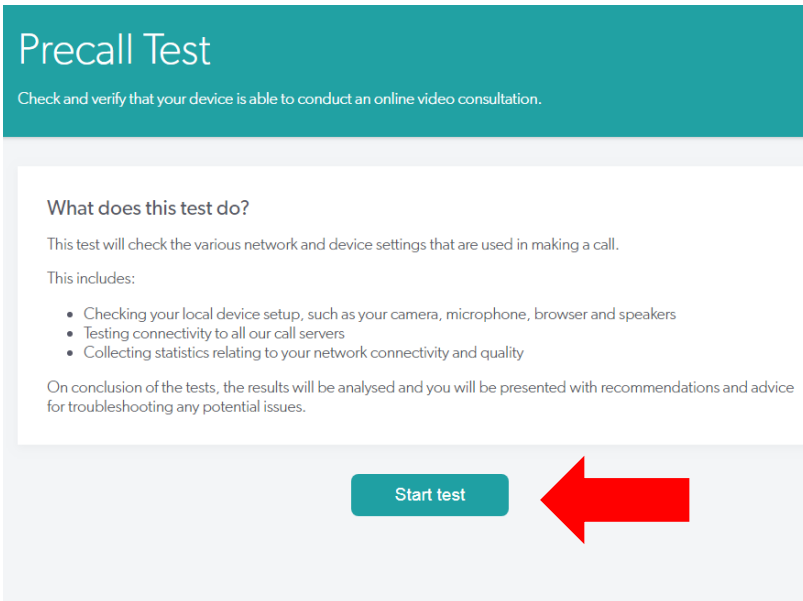 Precall Test
Check and verify that your device is able to conduct an online video consultation.
What does this test do?
This test will check the various network and device settings that are used in making a call.
This includes:
• Checking your local device setup, such as your camera, microphone, browser and speakers
• Testing connectivity to all our call servers
• Collecting statistics relating to your network connectivity and quality
On conclusion of the tests, the results will be analysed and you will be presented with recommendations and advice
for troubleshooting any potential issues.
Start test